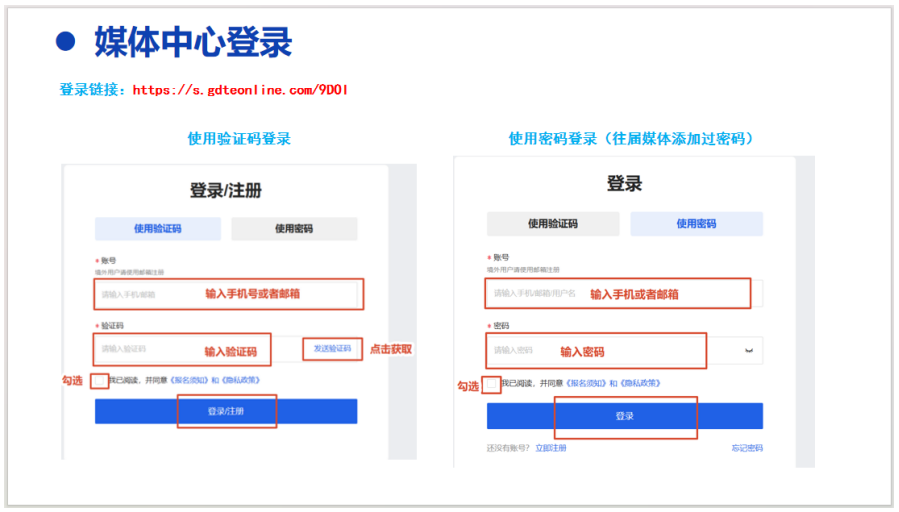 ● 媒体中心登录
登录链接：https://s.gdteonline.com/9D0l
使用验证码登录
登录/注册
使用验证码 使用密码
* 账号
境外用户请使用邮箱注册
请输入手机/邮箱 输入手机号或者邮箱
* 验证码
请输入验证码 输入验证码 发送验证码 点击获取
勾选 我已阅读，并同意《报名须知》和《隐私政策》
登录/注册
使用密码登录（往届媒体添加过密码）
登录
使用验证码 使用密码
* 账号
境外用户请使用邮箱注册
请输入手机/邮箱/用户名 输入手机或者邮箱
* 密码
请输入密码 输入密码
勾选 我已阅读，并同意《报名须知》和《隐私政策》
登录
还没有账号？ 立即注册 忘记密码